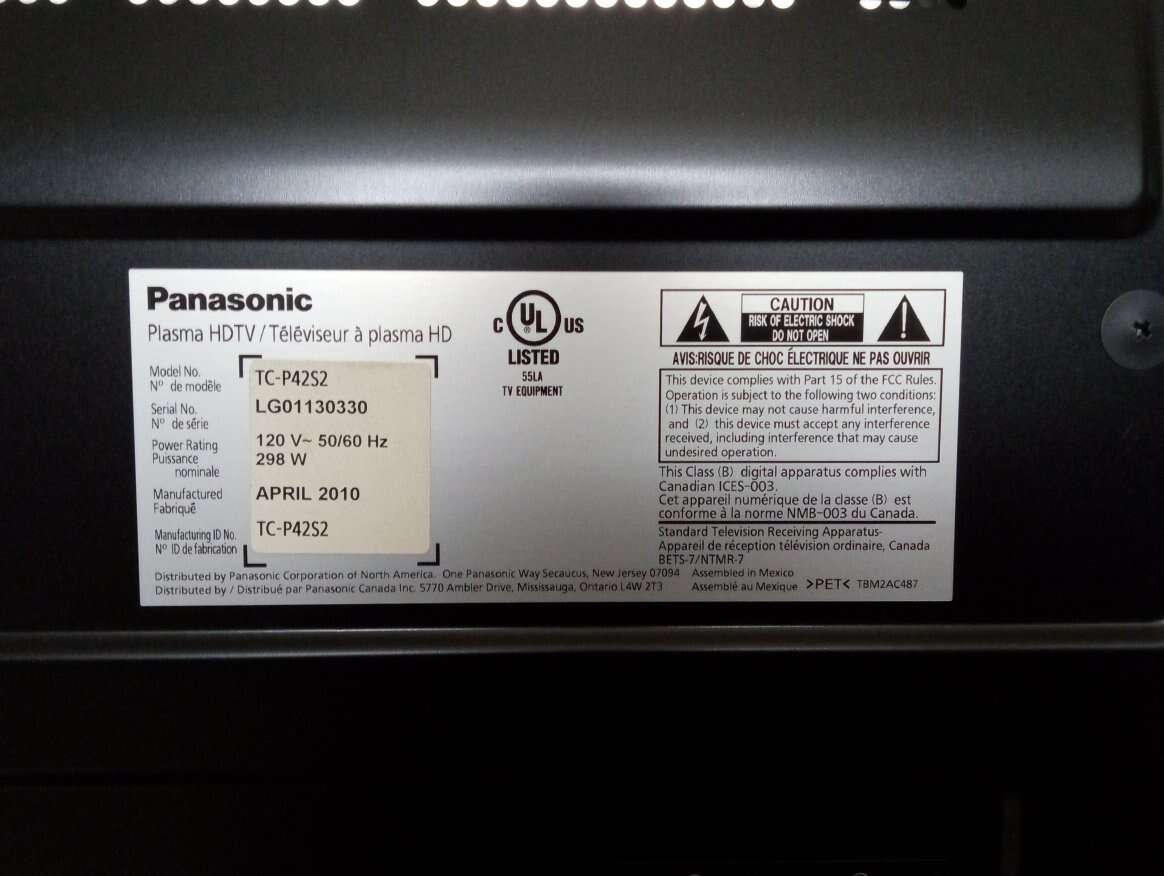 Panasonic
Plasma HDTV / Téléviseur à plasma HD
Model No.
Nº de modèle
TC-P42S2
Serial No.
Nº de série
LG01130330
Power Rating
Puissance
nominale
120 V~ 50/60 Hz
298 W
Manufactured
Fabriqué
APRIL 2010
Manufacturing ID No.
Nº ID de fabrication
TC-P42S2
C UL ® US
LISTED
55LA
TV EQUIPMENT
CAUTION
RISK OF ELECTRIC SHOCK
DO NOT OPEN
AVIS:RISQUE DE CHOC ÉLECTRIQUE NE PAS OUVRIR
This device complies with Part 15 of the FCC Rules.
Operation is subject to the following two conditions:
(1) This device may not cause harmful interference,
and (2) this device must accept any interference
received, including interference that may cause
undesired operation.
This Class (B) digital apparatus complies with
Canadian ICES-003.
Cet appareil numérique de la classe (B) est
conforme à la norme NMB-003 du Canada.
Standard Television Receiving Apparatus-
Appareil de réception télévision ordinaire, Canada
BETS-7/NTMR-7
Distributed by Panasonic Corporation of North America. One Panasonic Way Secaucus, New Jersey 07094
Distributed by / Distribué par Panasonic Canada Inc. 5770 Ambler Drive, Mississauga, Ontario L4W 2T3
Assembled in Mexico
Assemblé au Mexique
>PET< TBM2AC487